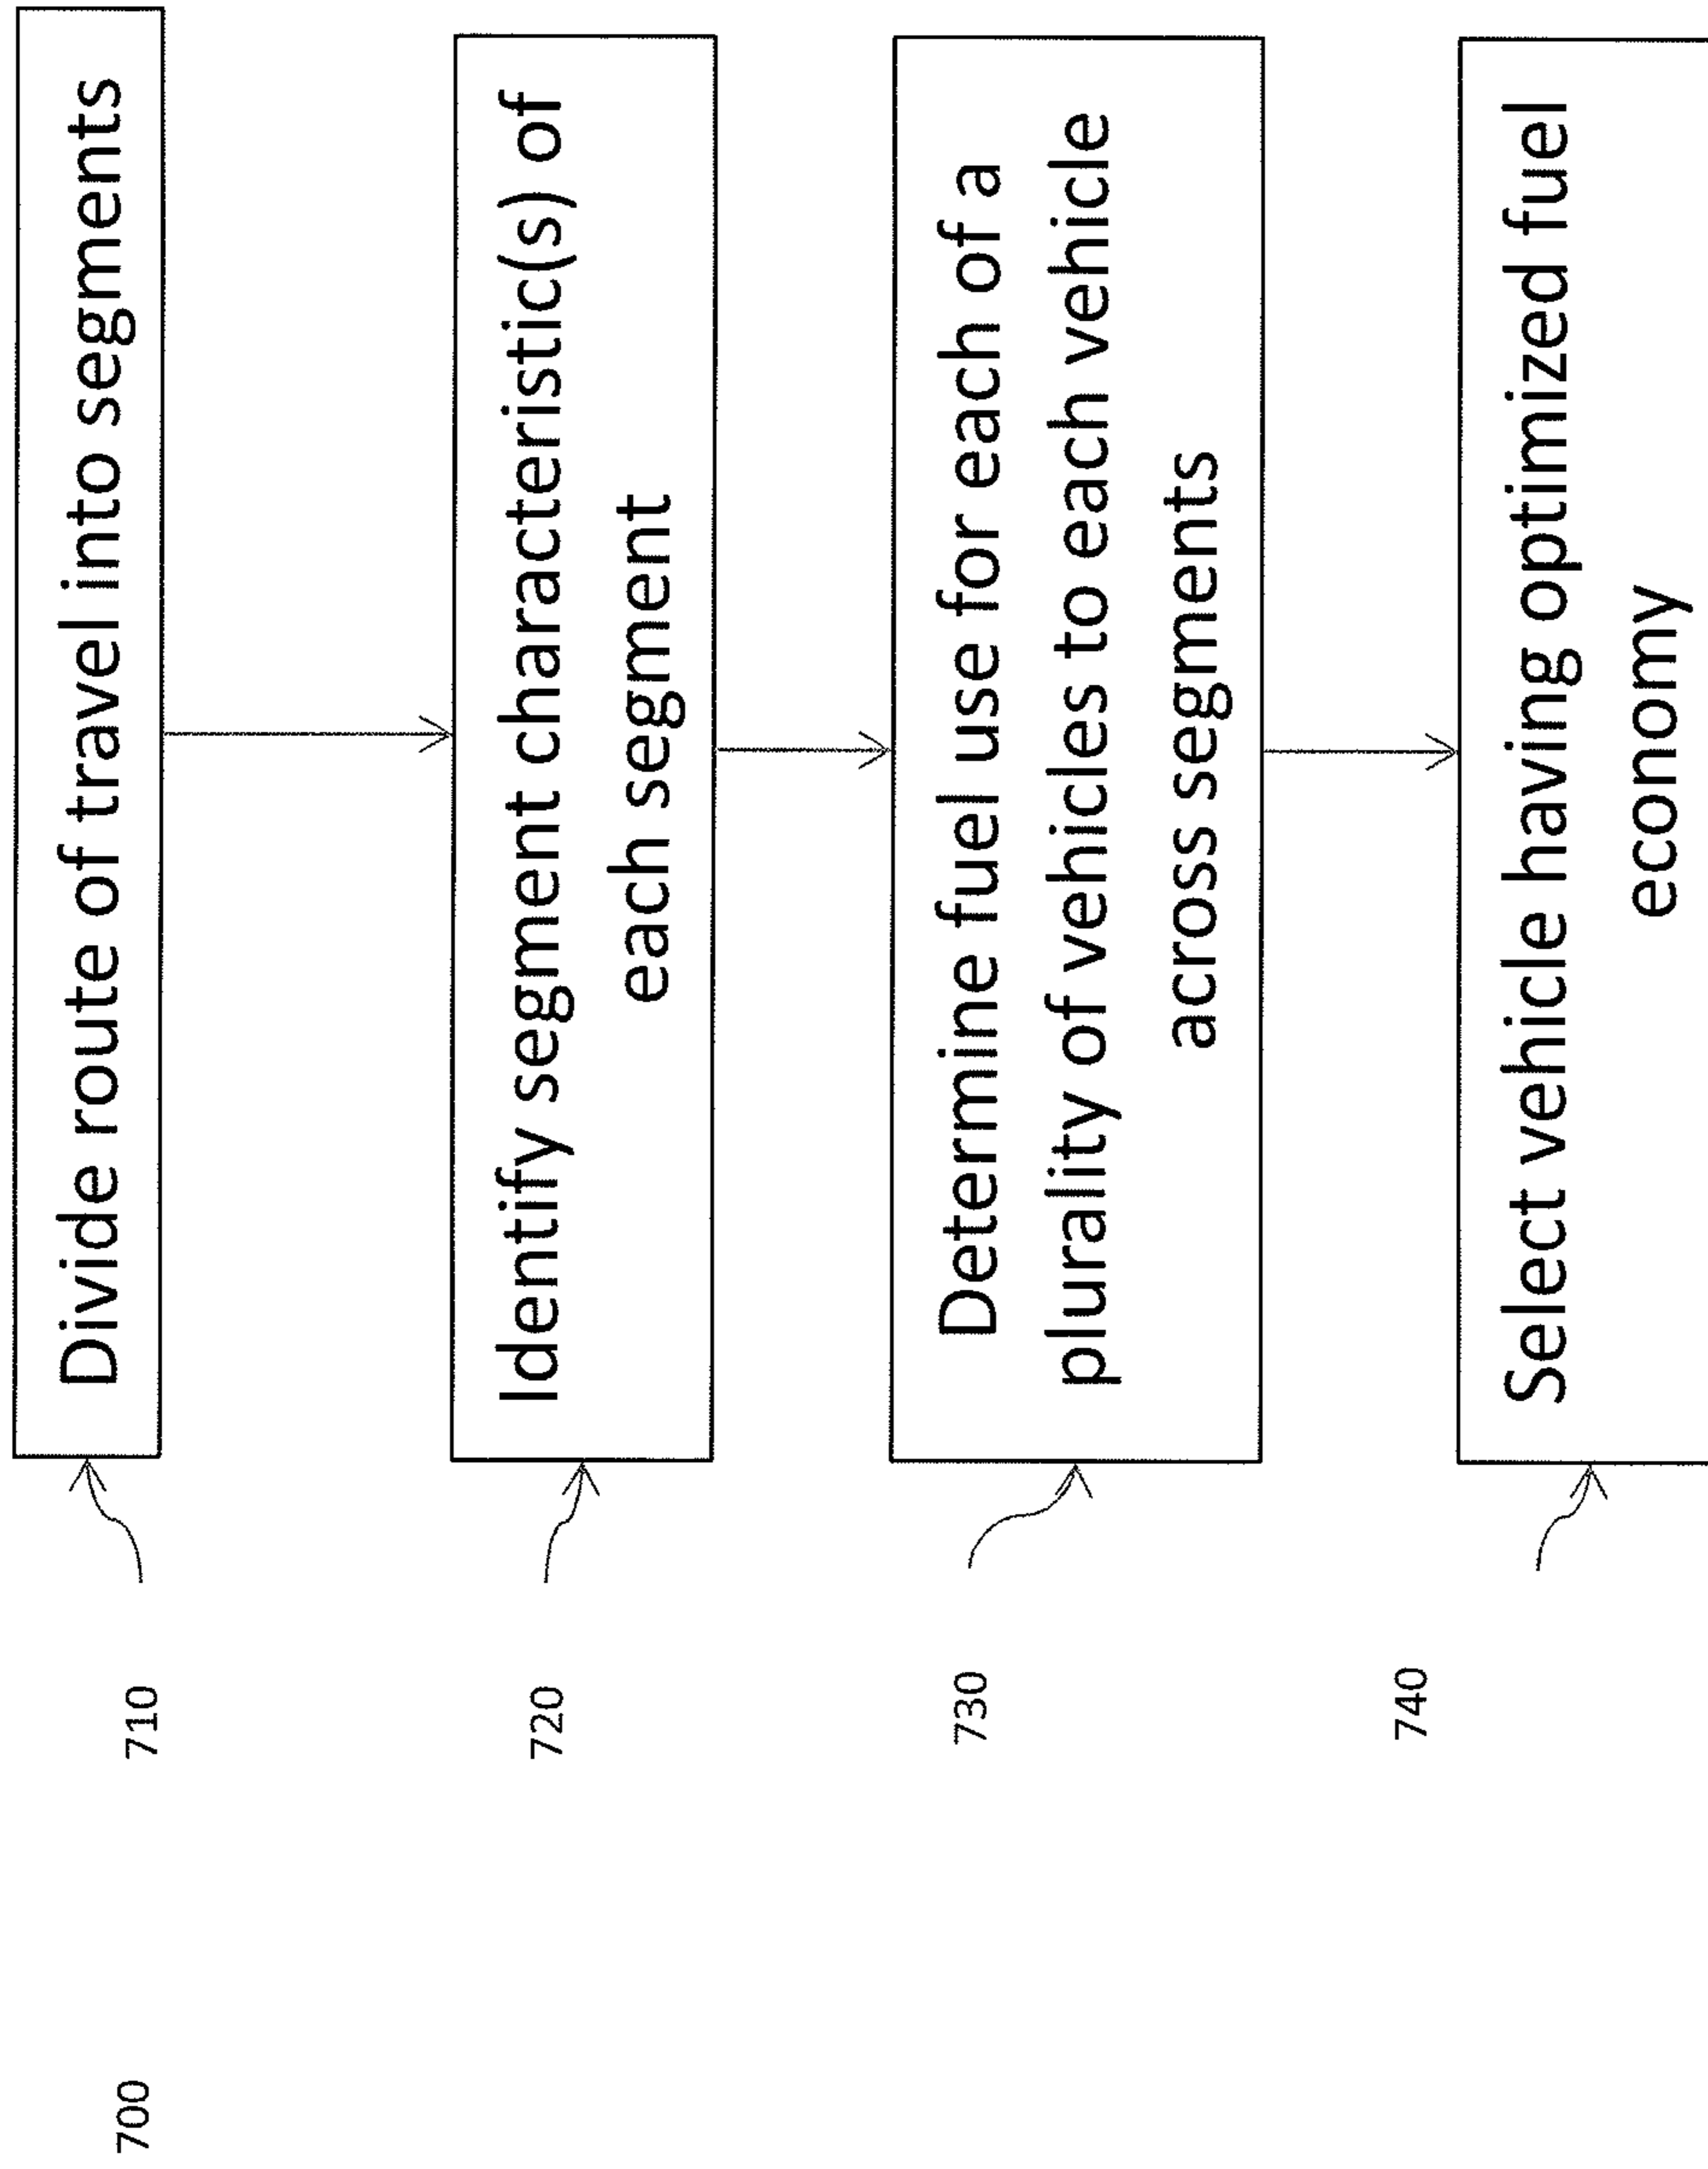 700
710
Divide route of travel into segments
720
Identify segment characteristic(s) of
each segment
730
Determine fuel use for each of a
plurality of vehicles to each vehicle
across segments
740
Select vehicle having optimized fuel
economy